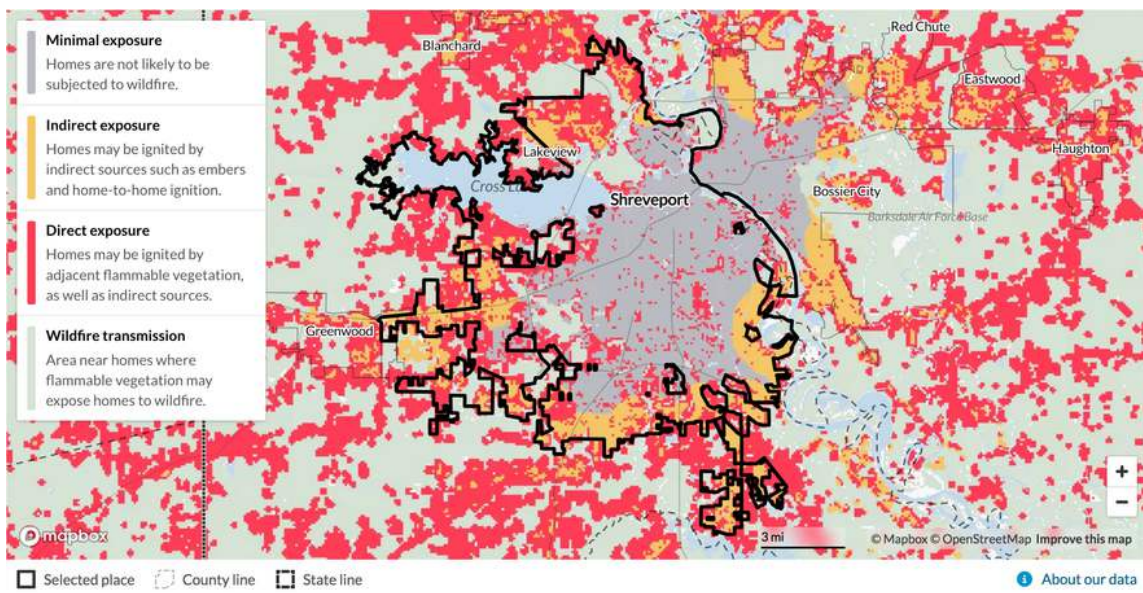 Minimal exposure
Homes are not likely to be
subjected to wildfire.
Indirect exposure
Homes may be ignited by
indirect sources such as embers
and home-to-home ignition.
Direct exposure
Homes may be ignited by
adjacent flammable vegetation,
as well as indirect sources.
Wildfire transmission
Area near homes where
flammable vegetation may
expose homes to wildfire.
Blanchard
Red Chute
Eastwood
Haughton
Lakeview
Cross
Shreveport
Bossier City
Barksdale Air Force Base
Greenwood
+
−
mapbox
3 mi
© Mapbox © OpenStreetMap Improve this map
Selected place County line State line
i About our data